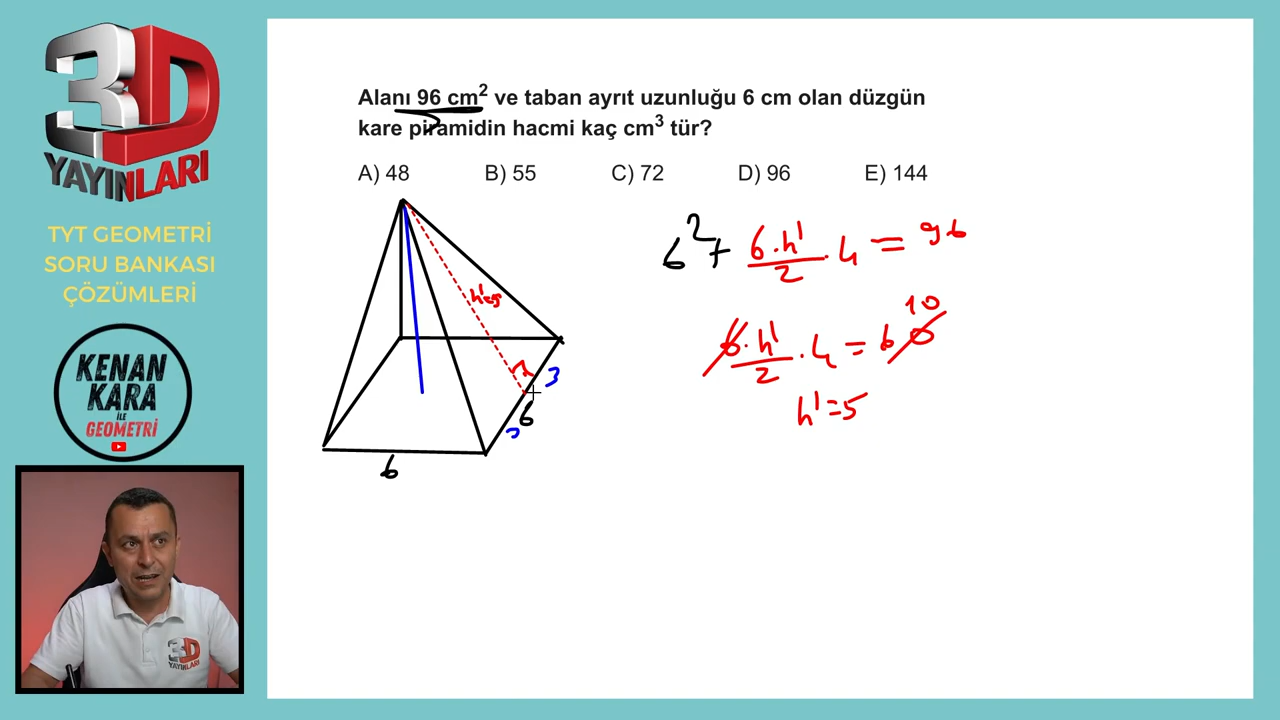 3D
YAYINLARI
TYT GEOMETRİ
SORU BANKASI
ÇÖZÜMLERİ
KENAN
KARA
İLE
GEOMETRİ
3D
YAYINLARI
Alanı 96 cm² ve taban ayrıt uzunluğu 6 cm olan düzgün
kare piramidin hacmi kaç cm³ tür?
A) 48 B) 55 C) 72 D) 96 E) 144
6² + 6·h'/2 · 4 = 96
6·h'/2 · 4 = 60 10
h' = 5
h'=5
3
6
6